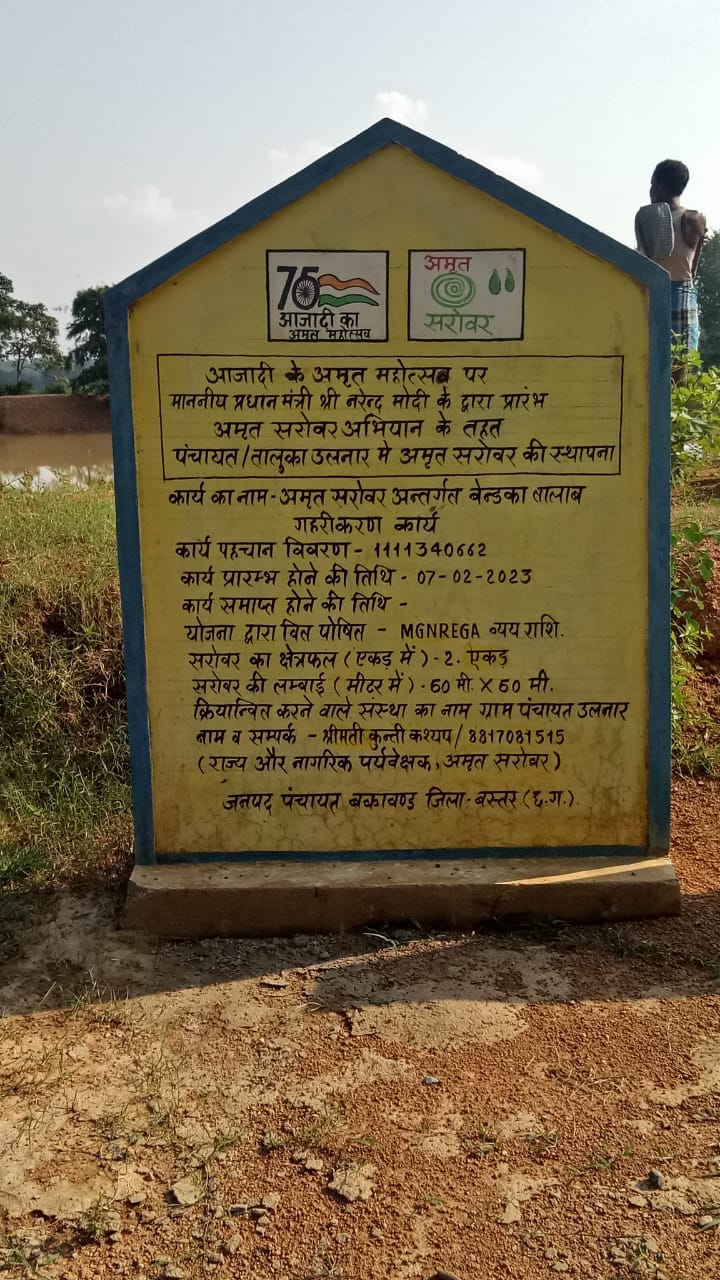 75
आजादी का
अमृत महोत्सव
अमृत
सरोवर
आजादी के अमृत महोत्सव पर
माननीय प्रधान मंत्री श्री नरेन्द्र मोदी के द्वारा प्रारंभ
अमृत सरोवर अभियान के तहत
पंचायत/तालुका उलनार मे अमृत सरोवर की स्थापना
कार्य का नाम - अमृत सरोवर अन्तर्गत बेन्डका तालाब
गहरीकरण कार्य
कार्य पहचान विवरण - 1111340662
कार्य प्रारम्भ होने की तिथि - 07-02-2023
कार्य समाप्त होने की तिथि -
योजना द्वारा वित पोषित - MGNREGA व्यय राशि.
सरोवर का क्षेत्रफल (एकड़ में) - 2. एकड़
सरोवर की लम्बाई (मीटर में) - 60 मी. X 60 मी.
क्रियान्वित करने वाले संस्था का नाम ग्राम पंचायत उलनार
नाम व सम्पर्क - श्रीमती कुन्ती कश्यप / 8817081515
(राज्य और नागरिक पर्यवेक्षक, अमृत सरोवर)
जनपद पंचायत बकावण्ड जिला-बस्तर (छ.ग.)